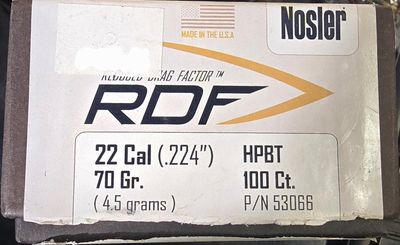 Nosler
MADE IN THE U.S.A
REDUCED DRAG FACTOR™
RDF
22 Cal (.224") HPBT
70 Gr. 100 Ct.
(4.5 grams) P/N 53066